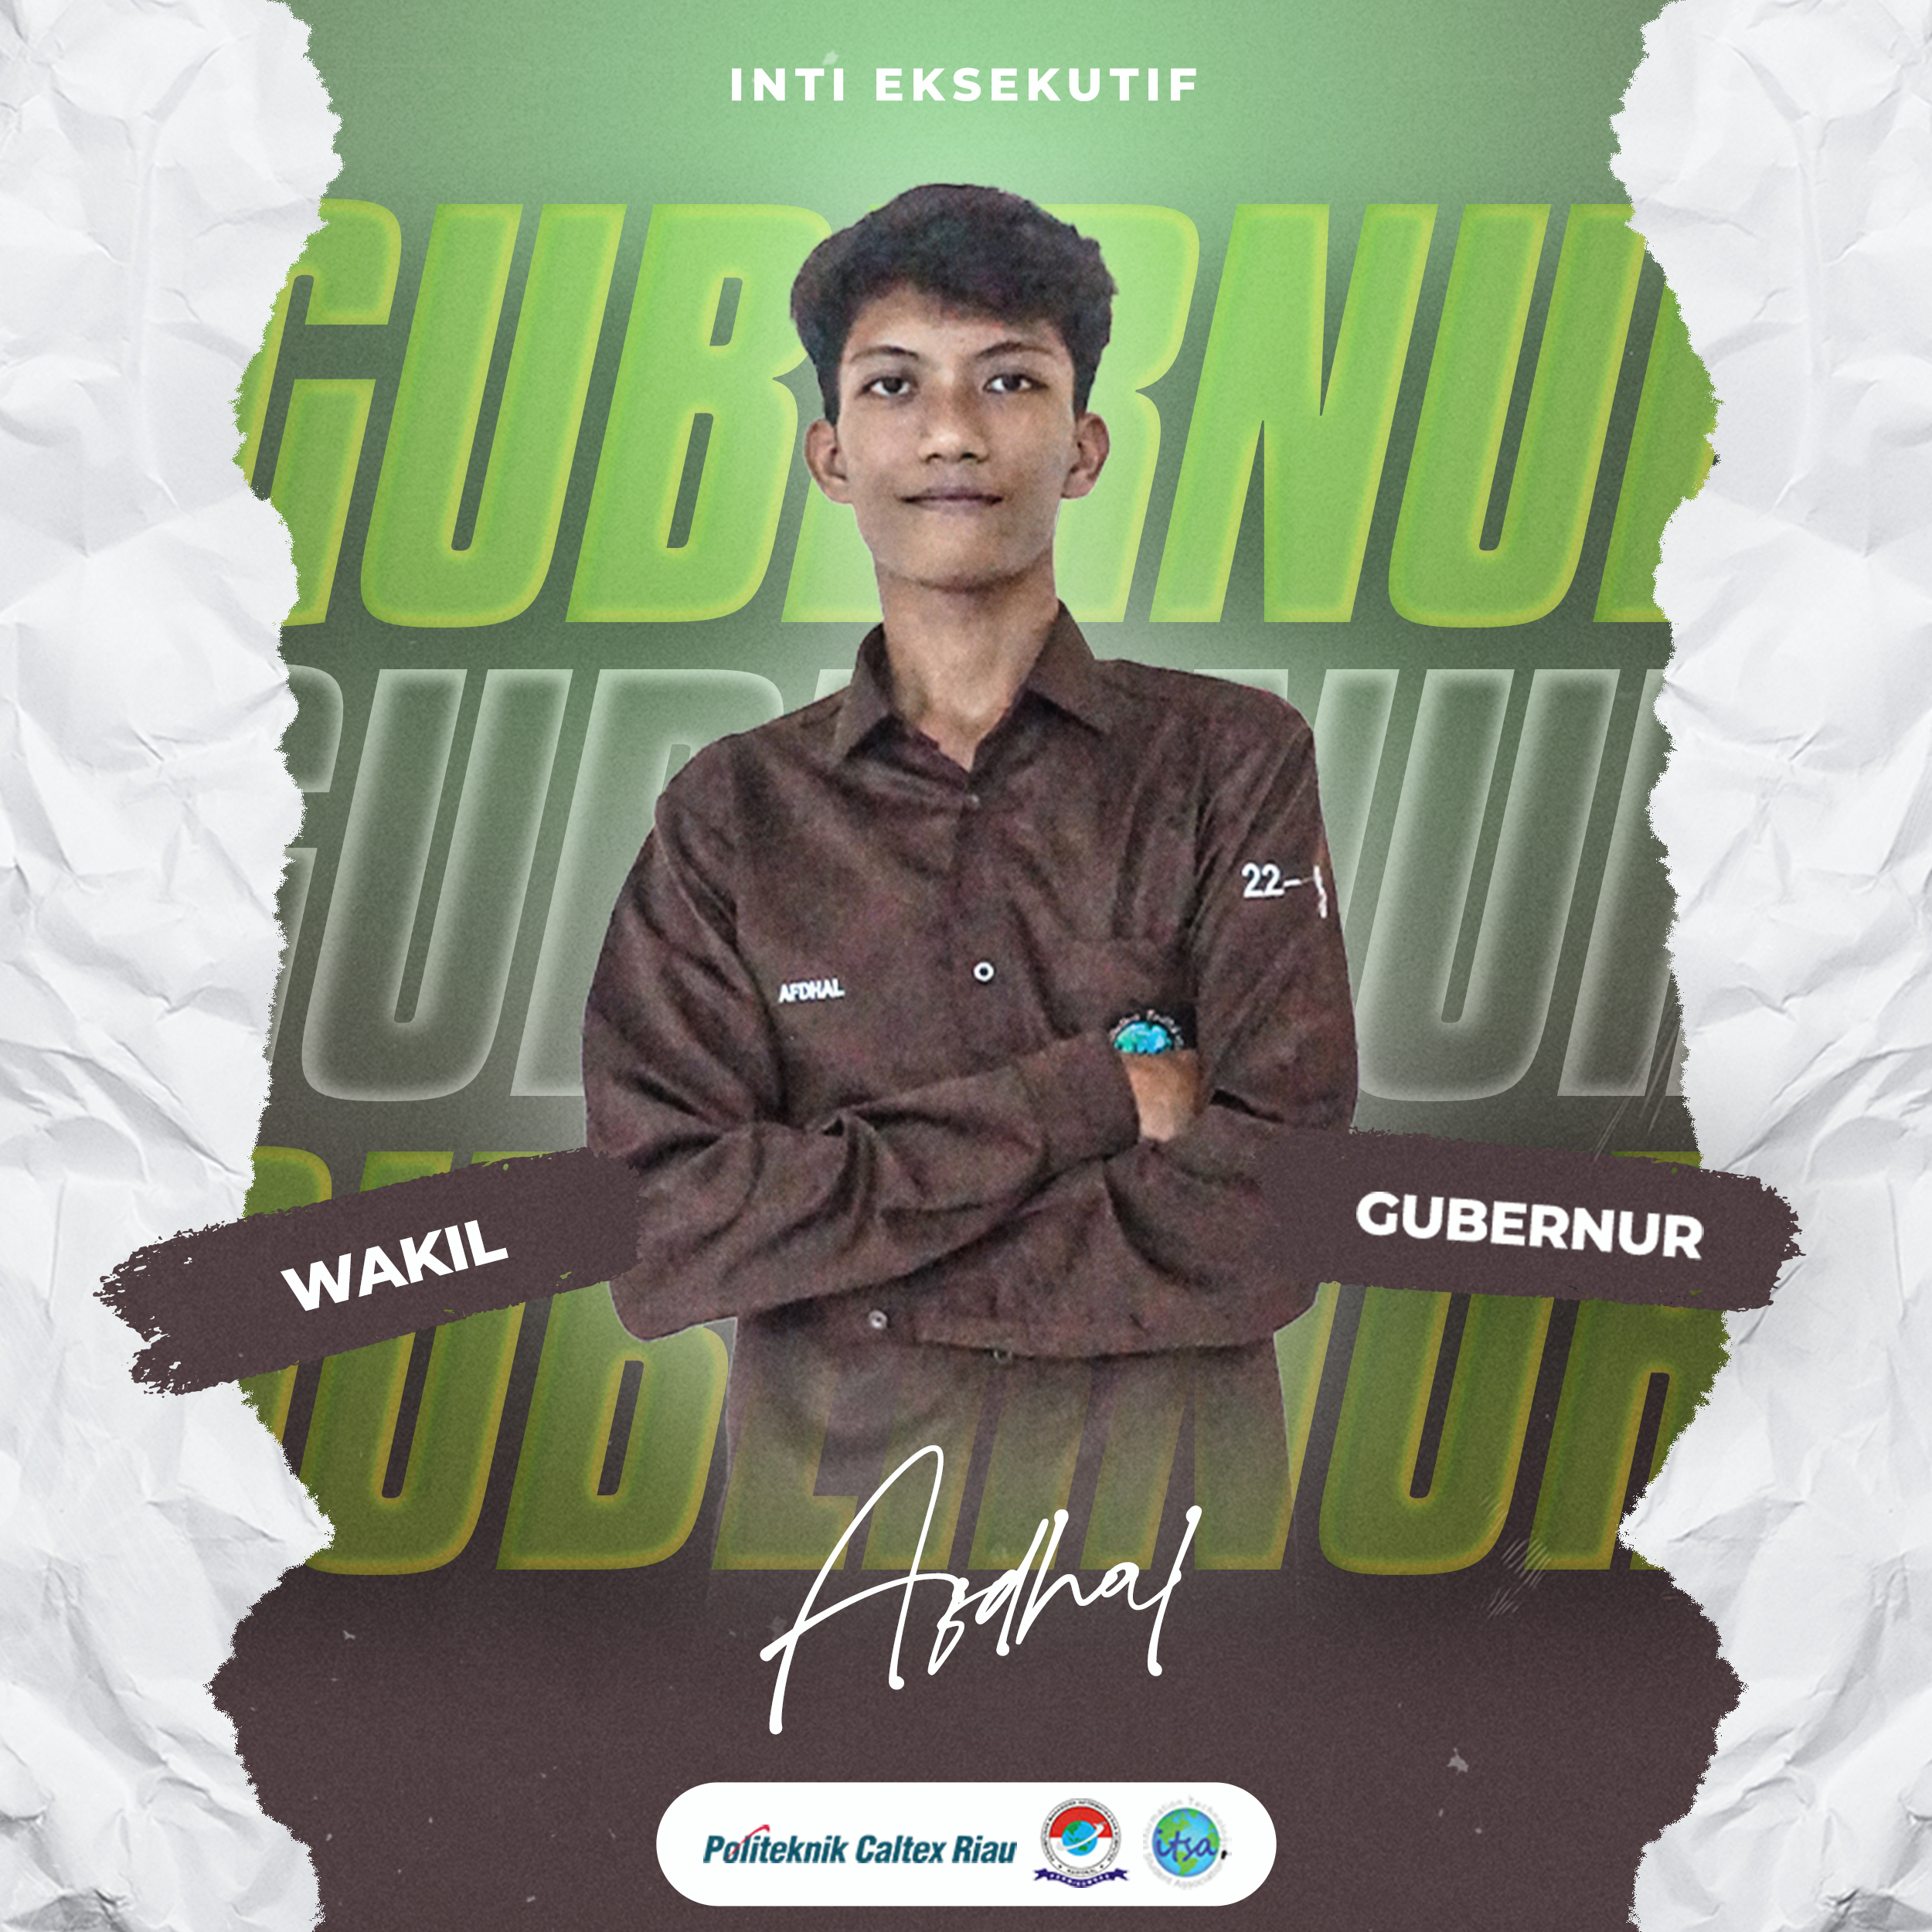 INTI EKSEKUTIF
GUBERNUR
GUBERNUR
22-
AFDHAL
WAKIL
GUBERNUR
GUBERNUR
Afdhal
Politeknik Caltex Riau
itsa